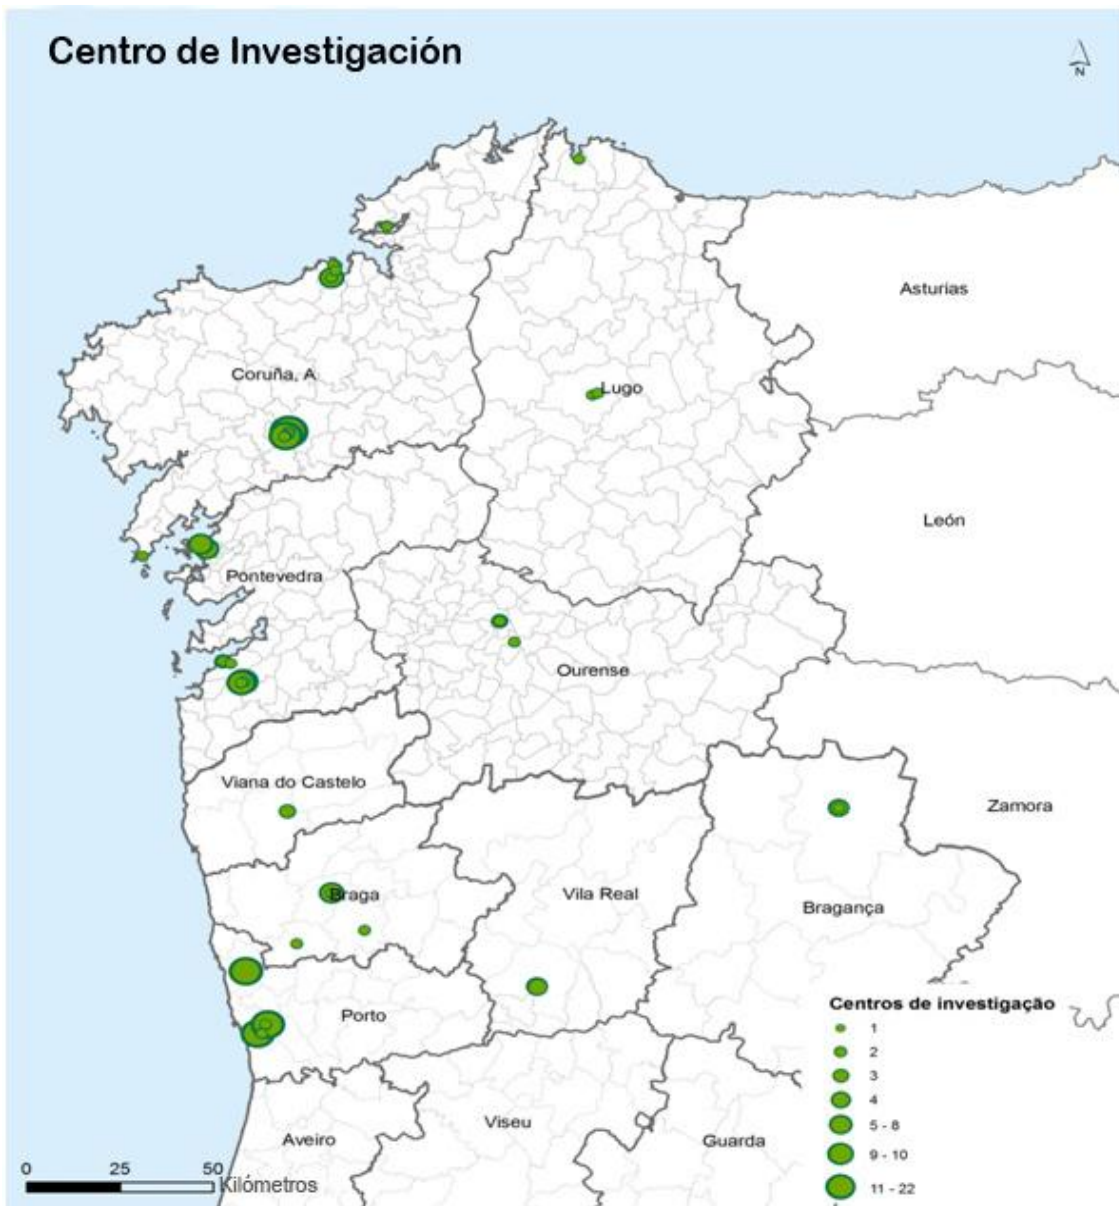 Centro de Investigación
N
Asturias
Coruña, A
Lugo
León
Pontevedra
Ourense
Viana do Castelo
Zamora
Braga
Vila Real
Bragança
Centros de investigação
1
2
3
4
5 - 8
9 - 10
11 - 22
Porto
Viseu
Aveiro
Guarda
0 25 50
Kilómetros